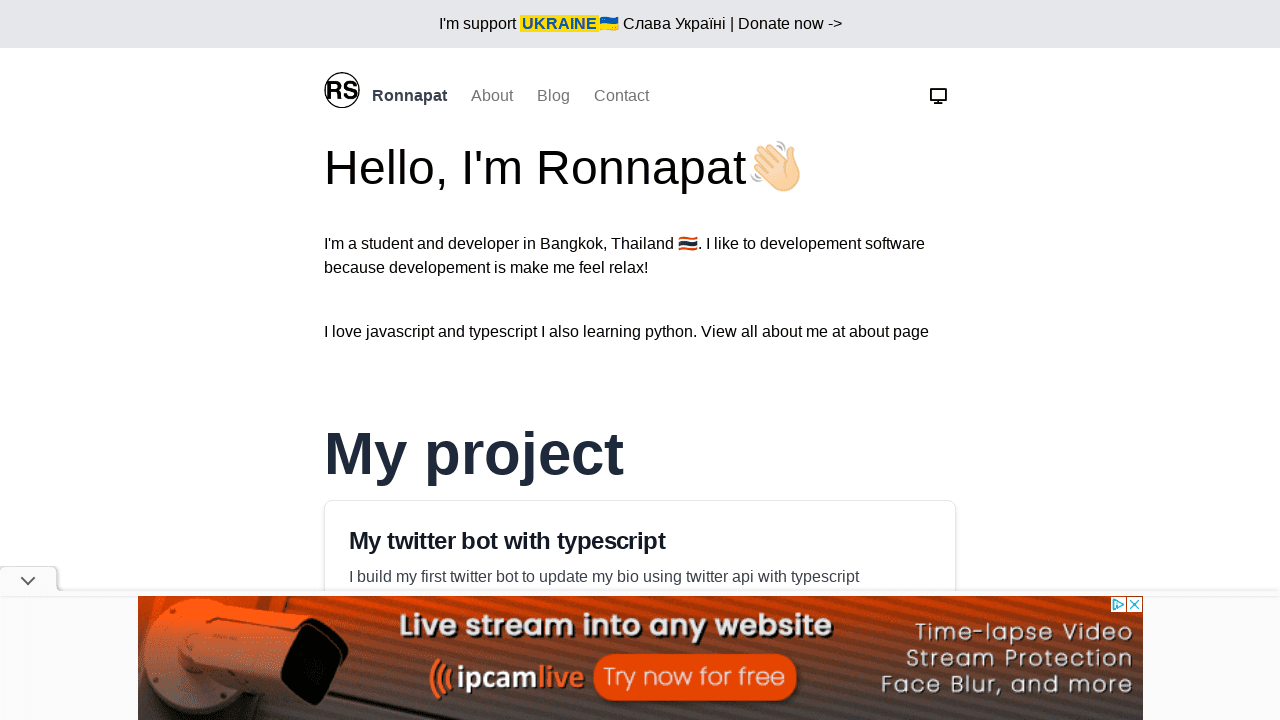 I'm support UKRAINE🇺🇦 Слава Україні | Donate now ->
RS Ronnapat About Blog Contact
Hello, I'm Ronnapat👋🏻
I'm a student and developer in Bangkok, Thailand 🇹🇭. I like to developement software
because developement is make me feel relax!
I love javascript and typescript I also learning python. View all about me at about page
My project
My twitter bot with typescript
I build my first twitter bot to update my bio using twitter api with typescript
Live stream into any website
ipcamlive Try now for free
Time-lapse Video
Stream Protection
Face Blur, and more